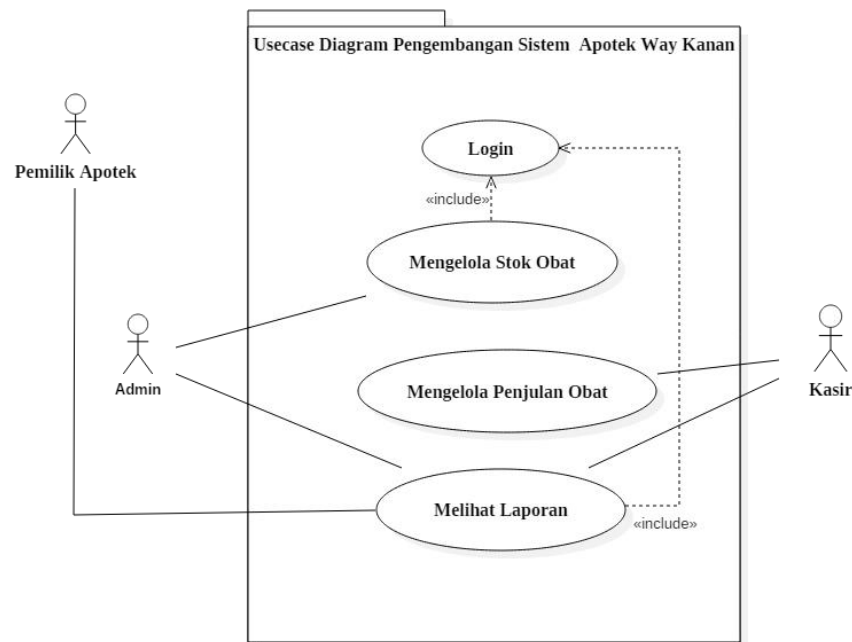 Usecase Diagram Pengembangan Sistem Apotek Way Kanan
Login
Pemilik Apotek
«include»
Mengelola Stok Obat
Admin
Mengelola Penjulan Obat
Kasir
Melihat Laporan
«include»